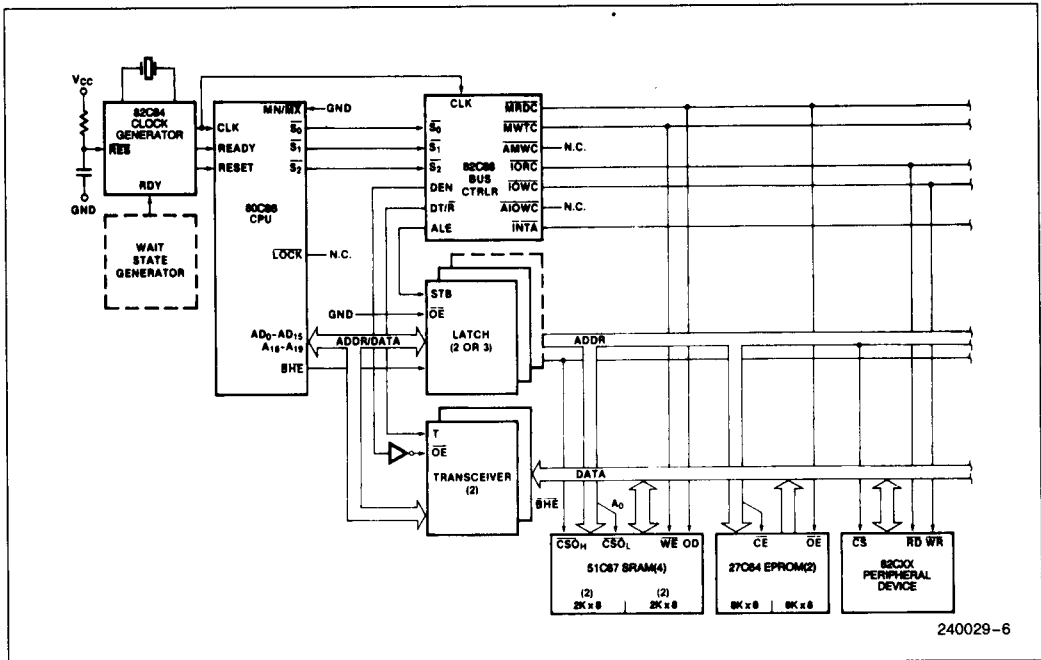 VCC
82C84
CLOCK
GENERATOR
RES
RDY
GND
WAIT
STATE
GENERATOR
MN/MX
GND
CLK
READY
RESET
S0
S1
S2
80C86
CPU
LOCK
N.C.
AD0-AD15
A16-A19
BHE
ADDR/DATA
CLK
S0
S1
S2
DEN
DT/R
ALE
82C88
BUS
CTRLR
MRDC
MWTC
AMWC
N.C.
IORC
IOWC
AIOWC
N.C.
INTA
STB
GND
OE
LATCH
(2 OR 3)
ADDR
T
OE
TRANSCEIVER
(2)
DATA
BHE
A0
CSOH
CSOL
WE OD
51C67 SRAM(4)
(2)
2K x 8
(2)
2K x 8
CE
OE
27C64 EPROM(2)
8K x 8
8K x 8
CS
RD WR
82CXX
PERIPHERAL
DEVICE
240029-6